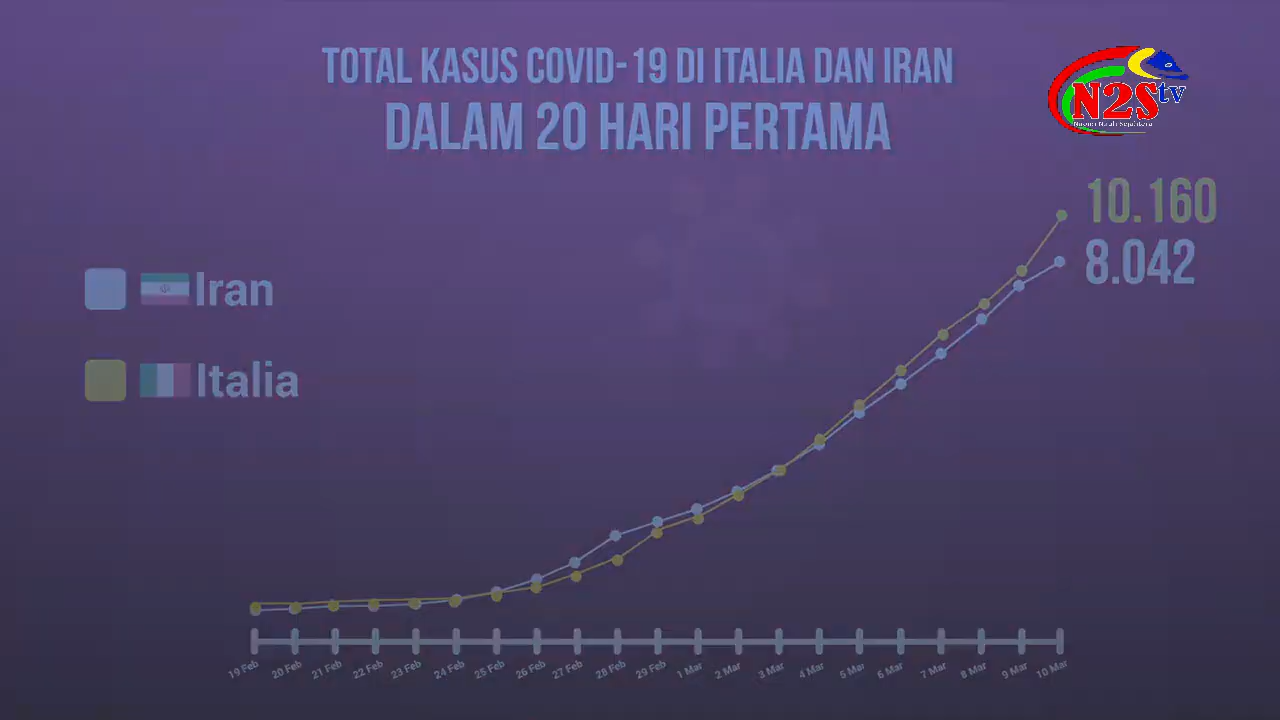 TOTAL KASUS COVID-19 DI ITALIA DAN IRAN
DALAM 20 HARI PERTAMA
N2S tv
10.160
8.042
Iran
Italia
19 Feb
20 Feb
21 Feb
22 Feb
23 Feb
24 Feb
25 Feb
26 Feb
27 Feb
28 Feb
29 Feb
1 Mar
2 Mar
3 Mar
4 Mar
5 Mar
6 Mar
7 Mar
8 Mar
9 Mar
10 Mar